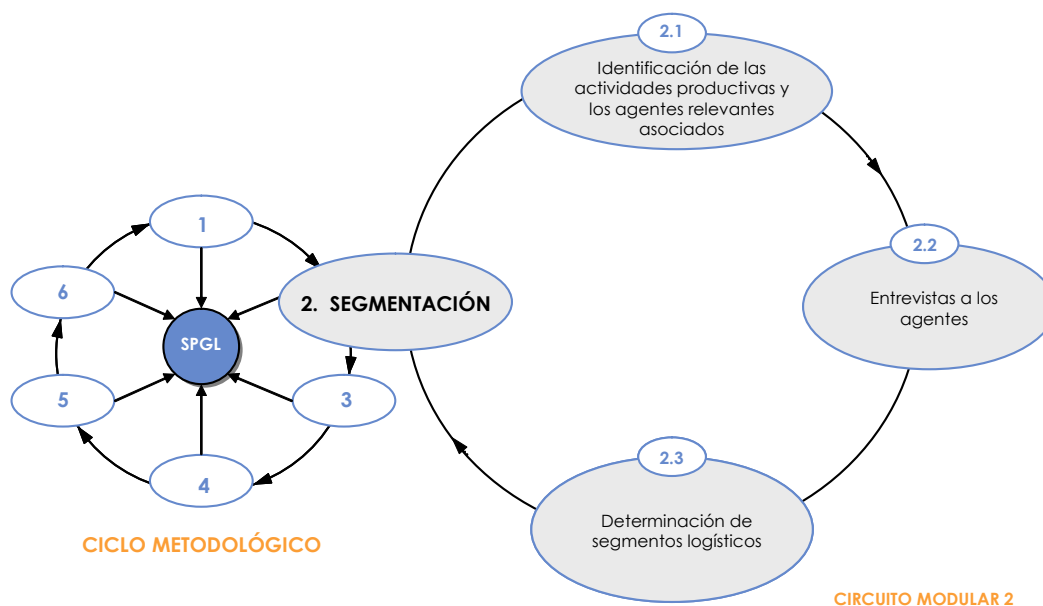 2.1
Identificación de las
actividades productivas y
los agentes relevantes
asociados
1
2.2
6
2. SEGMENTACIÓN
Entrevistas a los
agentes
SPGL
5
3
2.3
4
Determinación de
segmentos logísticos
CICLO METODOLÓGICO
CIRCUITO MODULAR 2